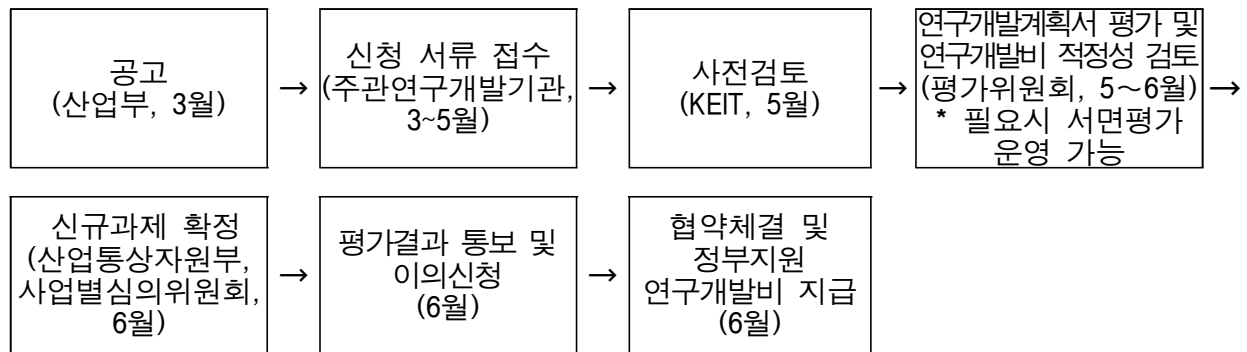 공고
(산업부, 3월)
→
신청 서류 접수
(주관연구개발기관,
3~5월)
→
사전검토
(KEIT, 5월)
→
연구개발계획서 평가 및
연구개발비 적정성 검토
(평가위원회, 5～6월)
* 필요시 서면평가
운영 가능
→
신규과제 확정
(산업통상자원부,
사업별심의위원회,
6월)
→
평가결과 통보 및
이의신청
(6월)
→
협약체결 및
정부지원
연구개발비 지급
(6월)